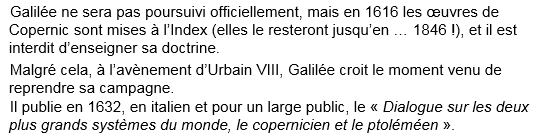 Galilée ne sera pas poursuivi officiellement, mais en 1616 les œuvres de
Copernic sont mises à l'Index (elles le resteront jusqu'en … 1846 !), et il est
interdit d'enseigner sa doctrine.
Malgré cela, à l'avènement d'Urbain VIII, Galilée croit le moment venu de
reprendre sa campagne.
Il publie en 1632, en italien et pour un large public, le « Dialogue sur les deux
plus grands systèmes du monde, le copernicien et le ptoléméen ».